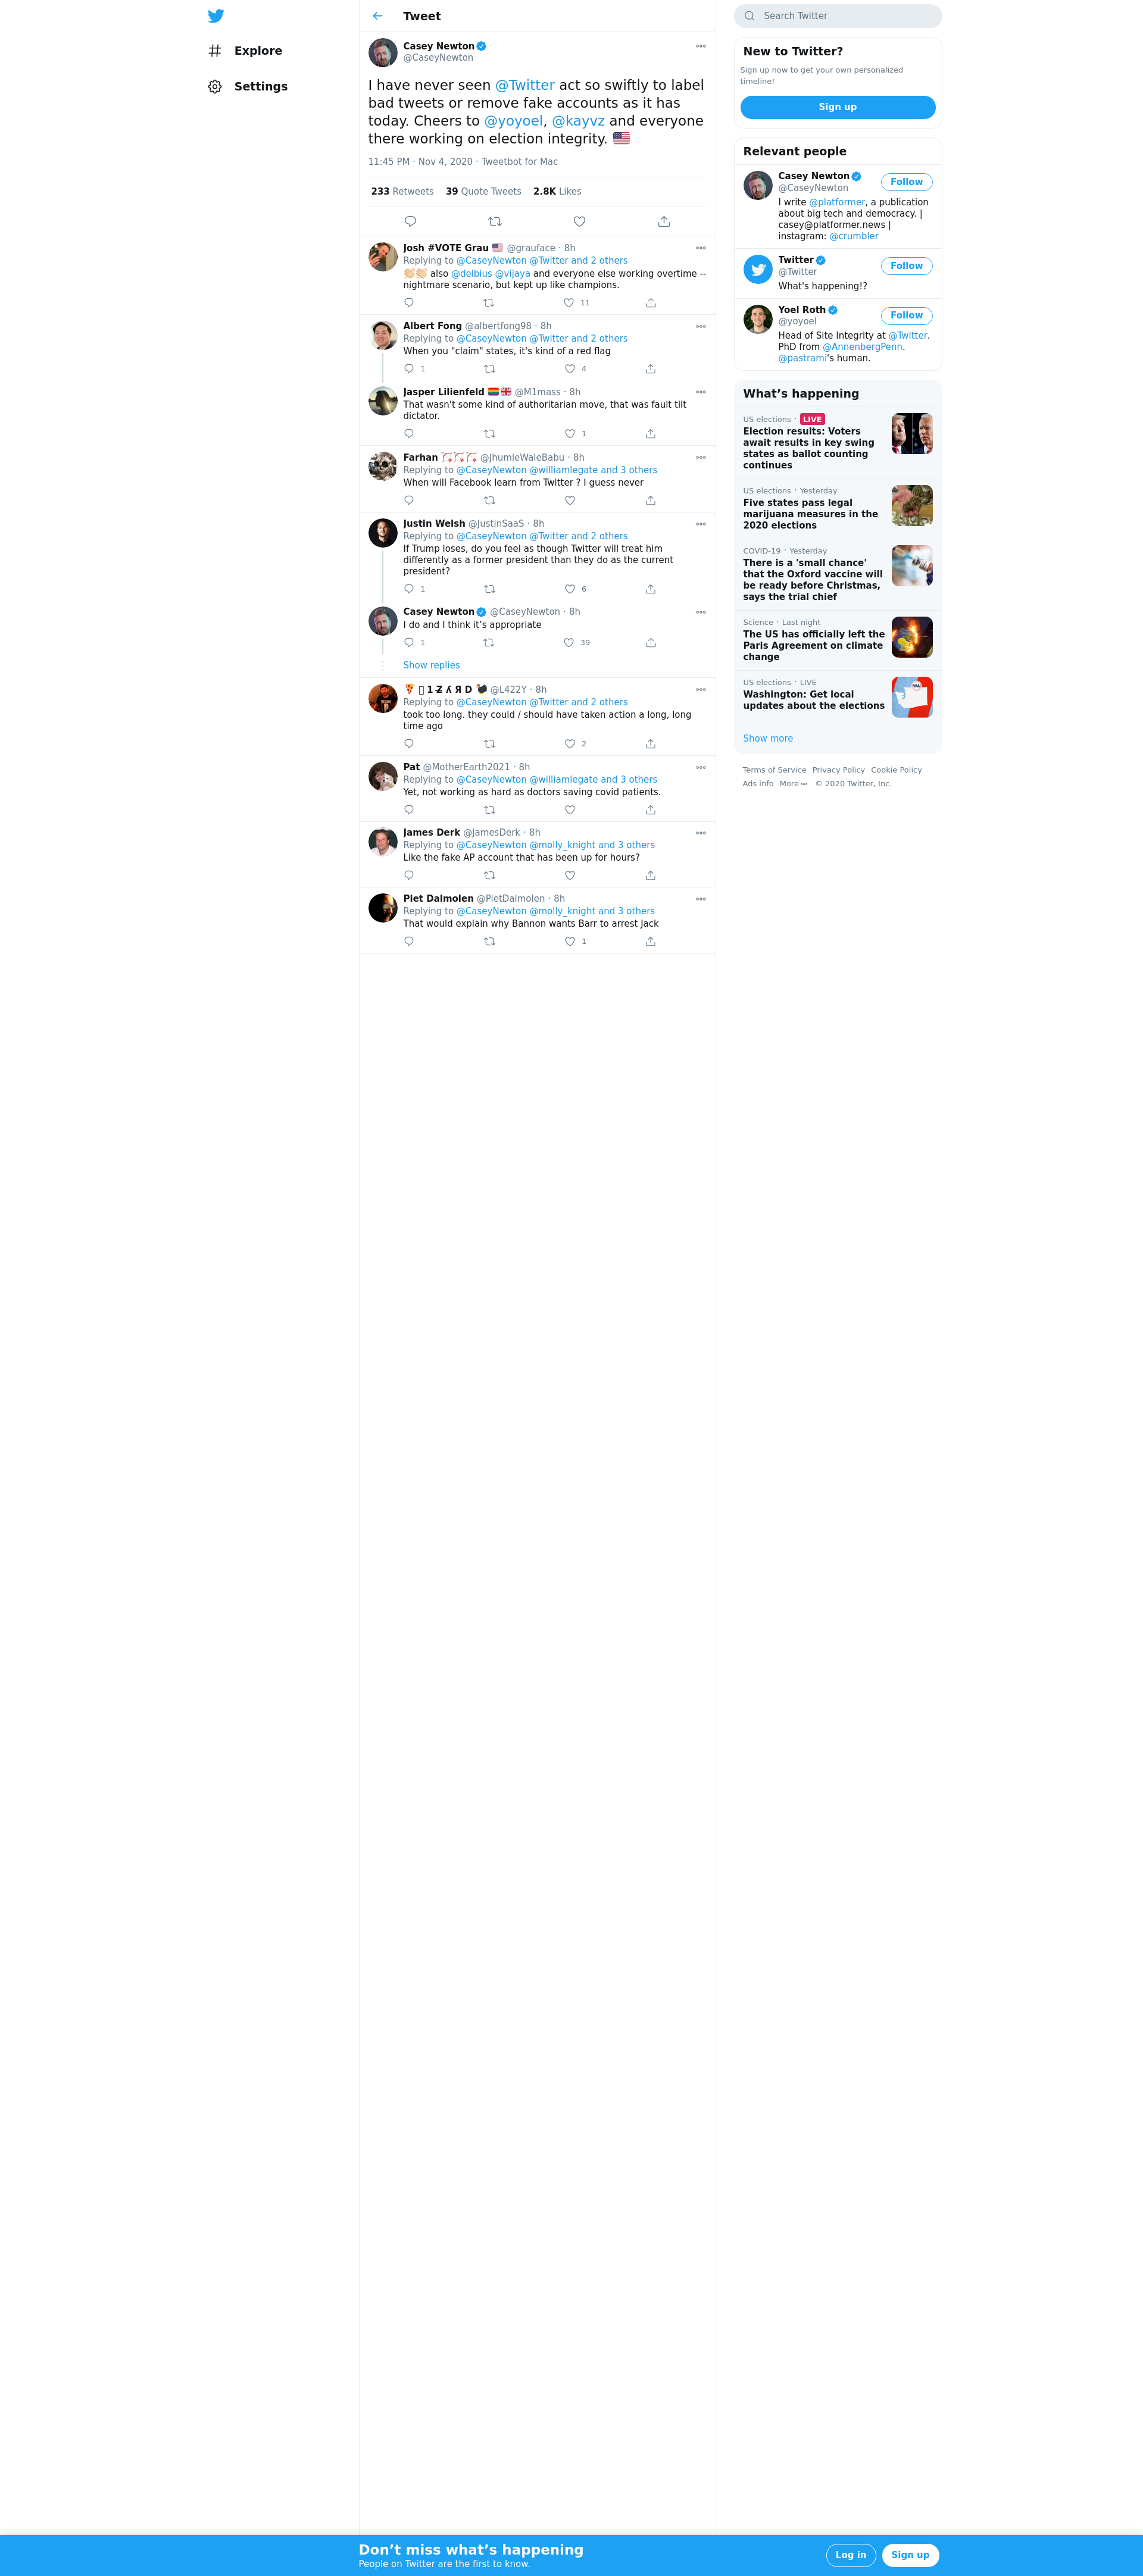 Explore
Settings
Tweet
Casey Newton
@CaseyNewton
I have never seen @Twitter act so swiftly to label
bad tweets or remove fake accounts as it has
today. Cheers to @yoyoel, @kayvz and everyone
there working on election integrity. 🇺🇸
11:45 PM · Nov 4, 2020 · Tweetbot for Mac
233 Retweets 39 Quote Tweets 2.8K Likes
Josh #VOTE Grau 🇺🇸 @grauface · 8h
Replying to @CaseyNewton @Twitter and 2 others
👏🏼👏🏼 also @delbius @vijaya and everyone else working overtime --
nightmare scenario, but kept up like champions.
11
Albert Fong @albertfong98 · 8h
Replying to @CaseyNewton @Twitter and 2 others
When you "claim" states, it's kind of a red flag
1 4
Jasper Lilienfeld 🏳️‍🌈🇬🇧 @M1mass · 8h
That wasn't some kind of authoritarian move, that was fault tilt
dictator.
1
Farhan @JhumleWaleBabu · 8h
Replying to @CaseyNewton @williamlegate and 3 others
When will Facebook learn from Twitter ? I guess never
Justin Welsh @JustinSaaS · 8h
Replying to @CaseyNewton @Twitter and 2 others
If Trump loses, do you feel as though Twitter will treat him
differently as a former president than they do as the current
president?
1 6
Casey Newton @CaseyNewton · 8h
I do and I think it’s appropriate
1 39
Show replies
🍕 1 Ƶ ʎ Я D @L422Y · 8h
Replying to @CaseyNewton @Twitter and 2 others
took too long. they could / should have taken action a long, long
time ago
2
Pat @MotherEarth2021 · 8h
Replying to @CaseyNewton @williamlegate and 3 others
Yet, not working as hard as doctors saving covid patients.
James Derk @JamesDerk · 8h
Replying to @CaseyNewton @molly_knight and 3 others
Like the fake AP account that has been up for hours?
Piet Dalmolen @PietDalmolen · 8h
Replying to @CaseyNewton @molly_knight and 3 others
That would explain why Bannon wants Barr to arrest Jack
1
Search Twitter
New to Twitter?
Sign up now to get your own personalized
timeline!
Sign up
Relevant people
Casey Newton
@CaseyNewton
Follow
I write @platformer, a publication
about big tech and democracy. |
casey@platformer.news |
instagram: @crumbler
Twitter
@Twitter
Follow
What's happening!?
Yoel Roth
@yoyoel
Follow
Head of Site Integrity at @Twitter.
PhD from @AnnenbergPenn.
@pastrami's human.
What’s happening
US elections · LIVE
Election results: Voters
await results in key swing
states as ballot counting
continues
US elections · Yesterday
Five states pass legal
marijuana measures in the
2020 elections
COVID-19 · Yesterday
There is a 'small chance'
that the Oxford vaccine will
be ready before Christmas,
says the trial chief
Science · Last night
The US has officially left the
Paris Agreement on climate
change
US elections · LIVE
Washington: Get local
updates about the elections
WA
Show more
Terms of Service Privacy Policy Cookie Policy
Ads info More © 2020 Twitter, Inc.
Don’t miss what’s happening
People on Twitter are the first to know.
Log in
Sign up